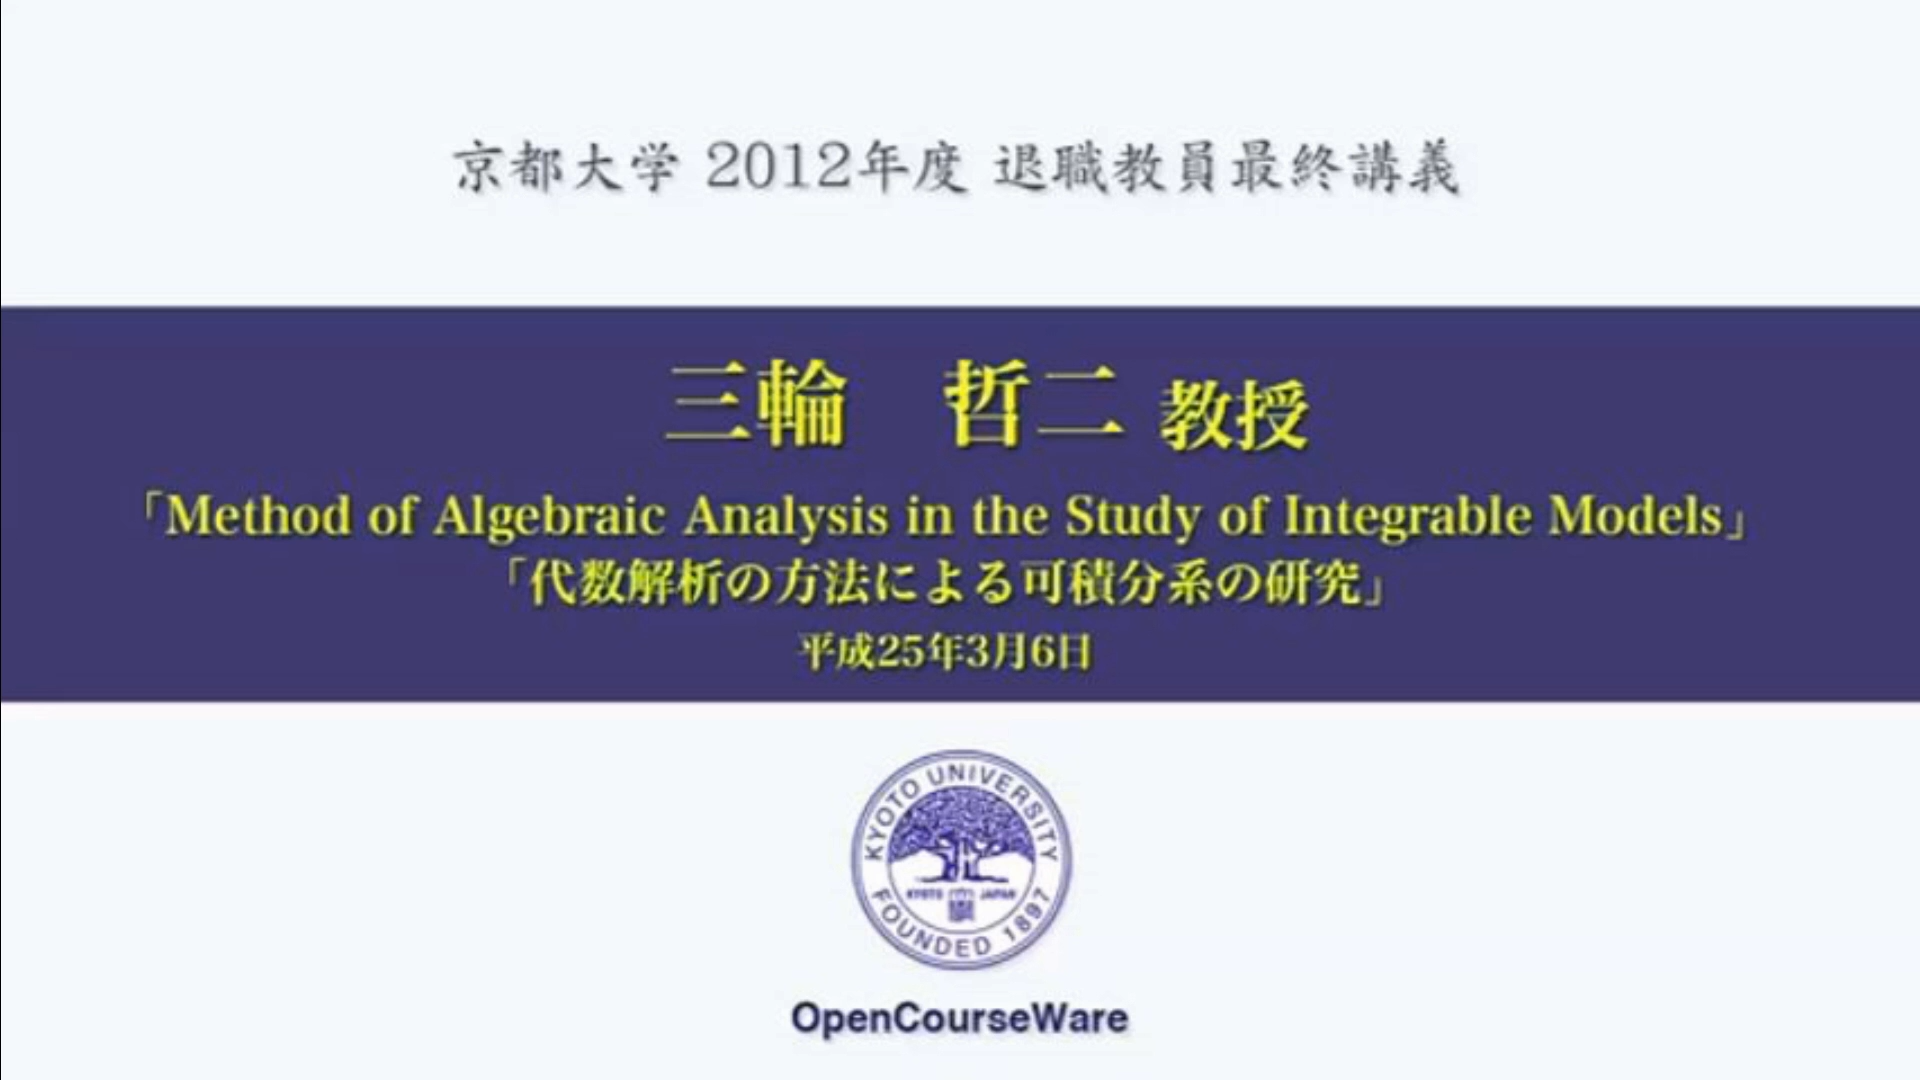 京都大学 2012年度 退職教員最終講義
三輪 哲二 教授
「Method of Algebraic Analysis in the Study of Integrable Models」
「代数解析の方法による可積分系の研究」
平成25年3月6日
KYOTO UNIVERSITY
KYOTO JAPAN
FOUNDED 1897
OpenCourseWare